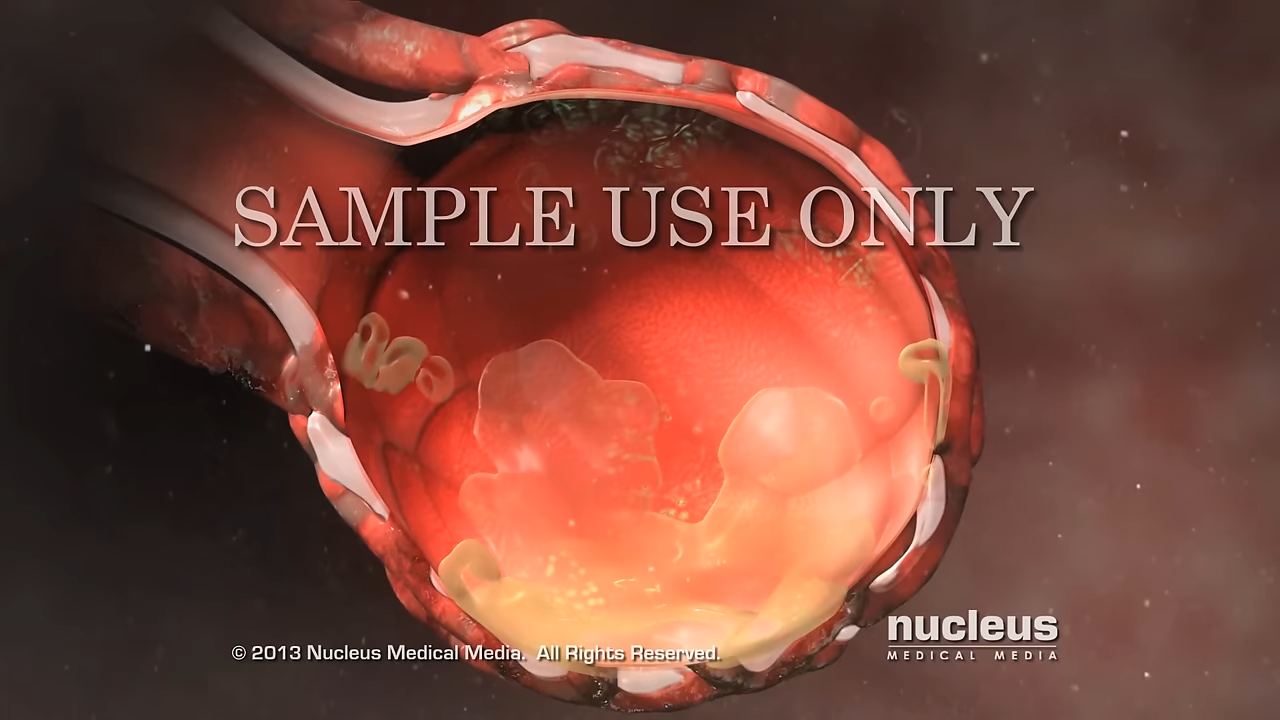 SAMPLE USE ONLY
© 2013 Nucleus Medical Media. All Rights Reserved.
nucleus
MEDICAL MEDIA